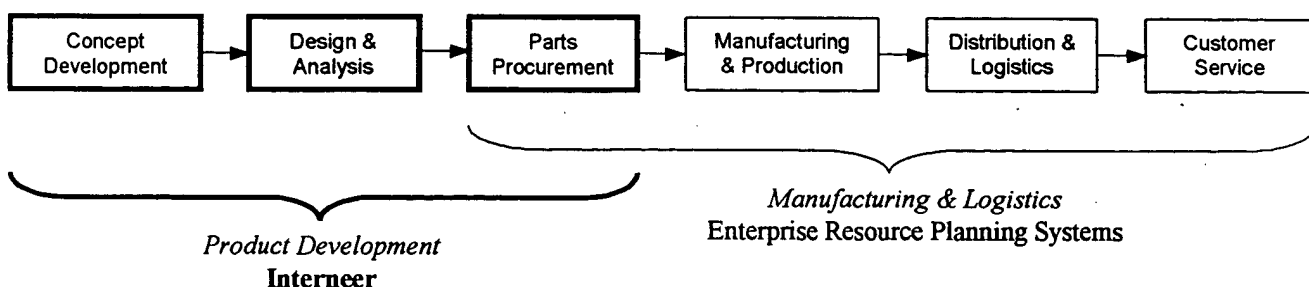 Concept
Development
Design &
Analysis
Parts
Procurement
Manufacturing
& Production
Distribution &
Logistics
Customer
Service
Manufacturing & Logistics
Enterprise Resource Planning Systems
Product Development
Interneer